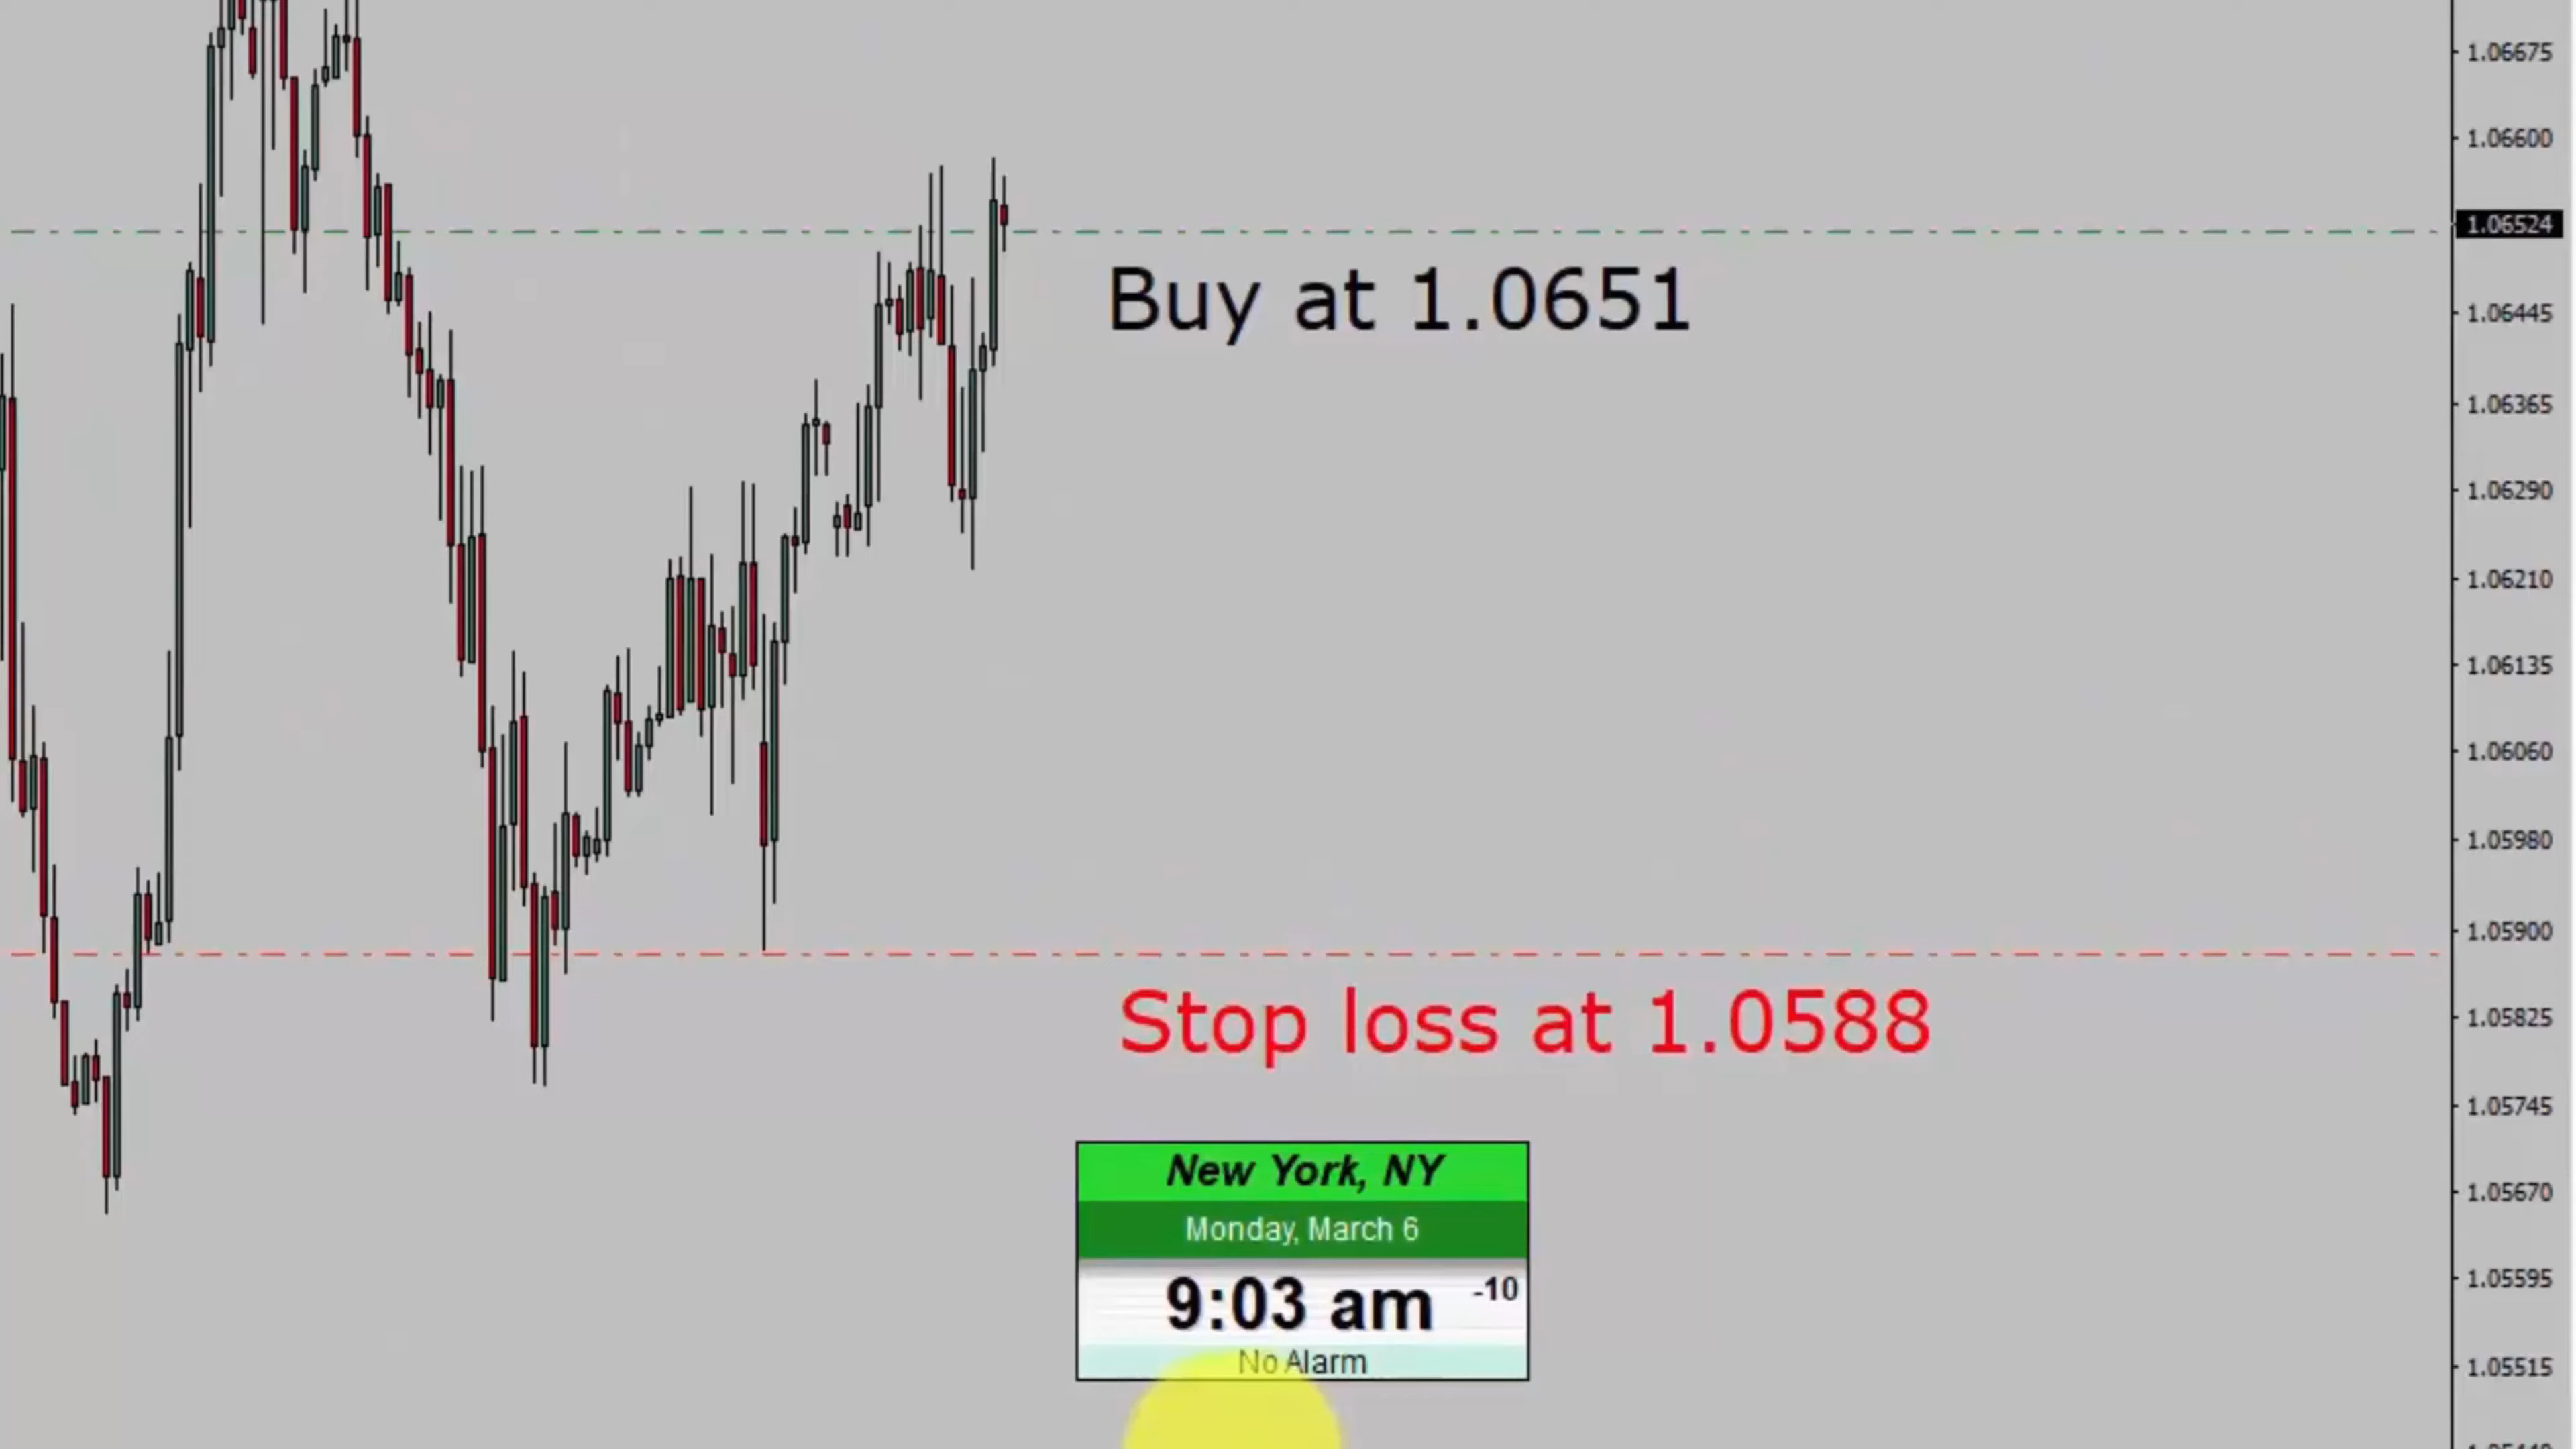 1.06675
1.06600
1.06524
Buy at 1.0651
1.06445
1.06365
1.06290
1.06210
1.06135
1.06060
1.05980
1.05900
Stop loss at 1.0588
1.05825
1.05745
New York, NY
1.05670
Monday, March 6
1.05595
9:03 am -10
No Alarm
1.05515